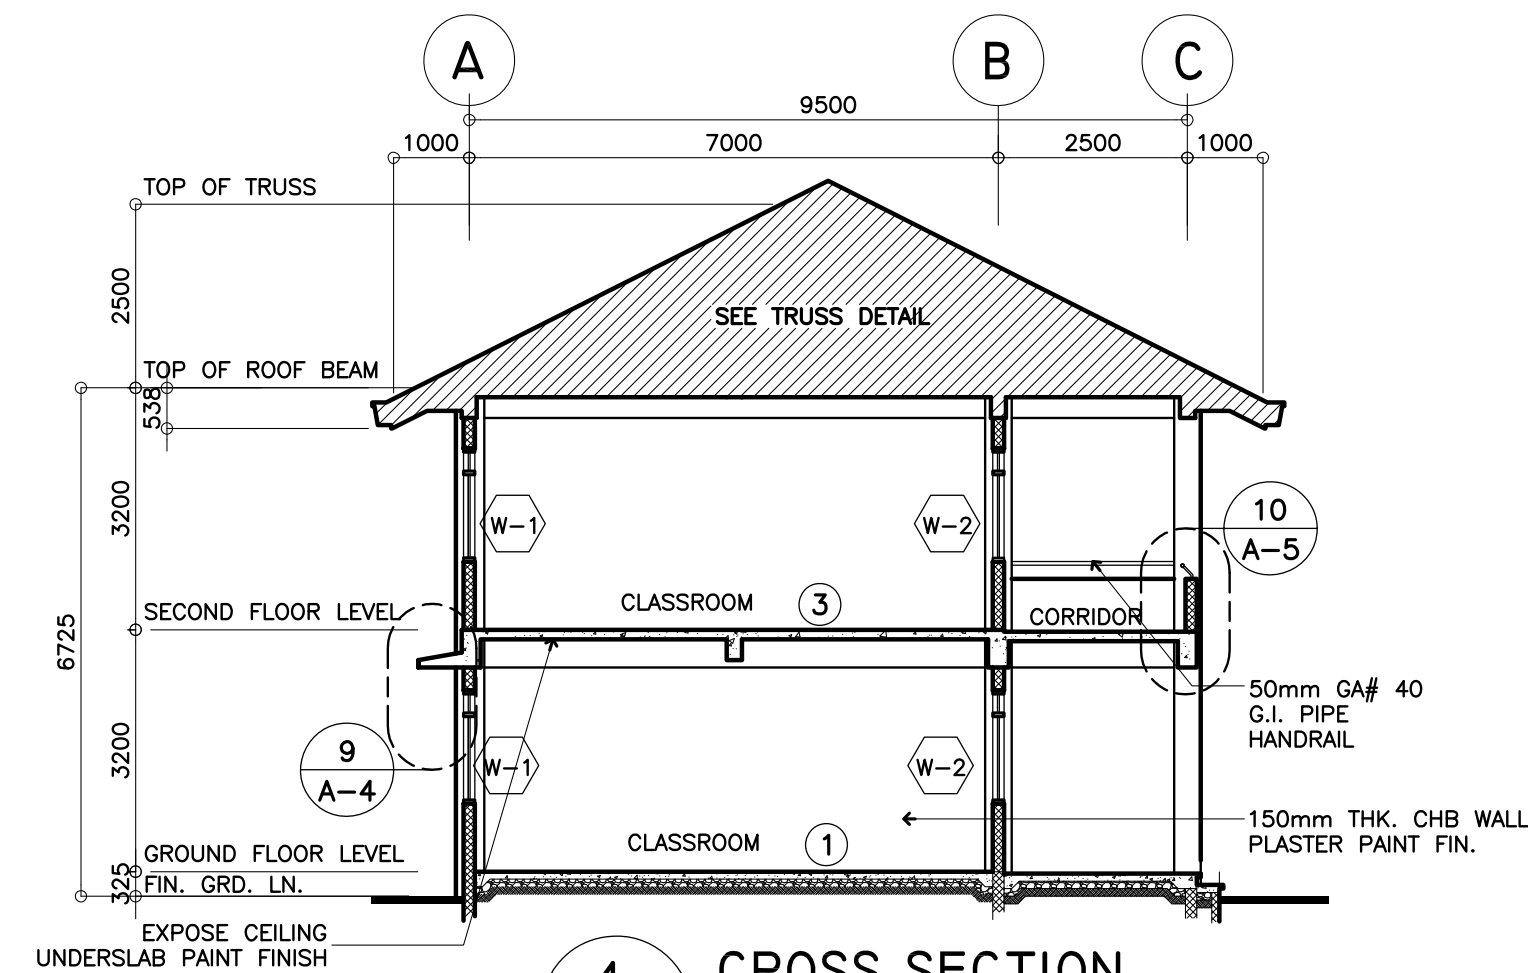 A B C
9500
1000 7000 2500 1000
TOP OF TRUSS
2500
SEE TRUSS DETAIL
TOP OF ROOF BEAM
538
3200
W-1 W-2
10
A-5
CLASSROOM 3
CORRIDOR
SECOND FLOOR LEVEL
6725
50mm GA# 40
G.I. PIPE
HANDRAIL
3200
9
A-4
W-1 W-2
150mm THK. CHB WALL
PLASTER PAINT FIN.
CLASSROOM 1
GROUND FLOOR LEVEL
325
FIN. GRD. LN.
EXPOSE CEILING
UNDERSLAB PAINT FINISH
CROSS SECTION